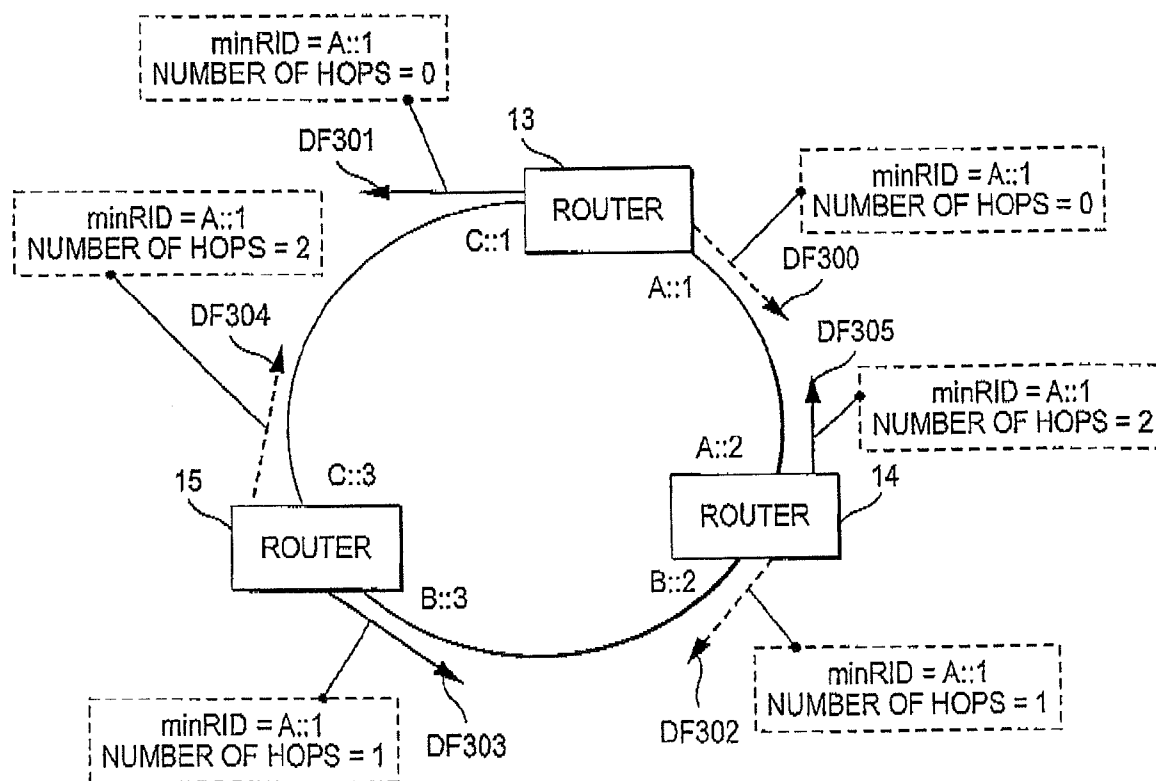 minRID = A::1
NUMBER OF HOPS = 0
13
DF301
minRID = A::1
NUMBER OF HOPS = 0
ROUTER
minRID = A::1
NUMBER OF HOPS = 2
C::1
DF300
A::1
DF304
DF305
minRID = A::1
NUMBER OF HOPS = 2
A::2
15
C::3
14
ROUTER
ROUTER
B::2
B::3
minRID = A::1
NUMBER OF HOPS = 1
DF302
minRID = A::1
NUMBER OF HOPS = 1
DF303